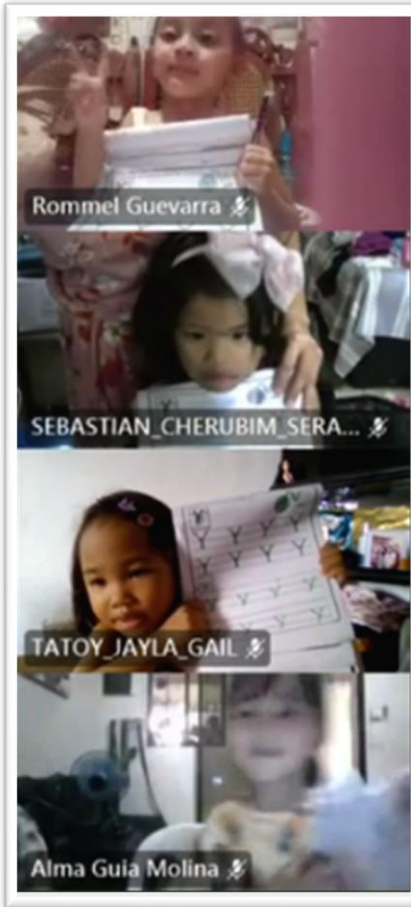 Rommel Guevarra
SEBASTIAN_CHERUBIM_SERA...
TATOY_JAYLA_GAIL
Y
Y Y Y Y
Y Y Y Y
Y Y Y
Y Y Y
Alma Guia Molina